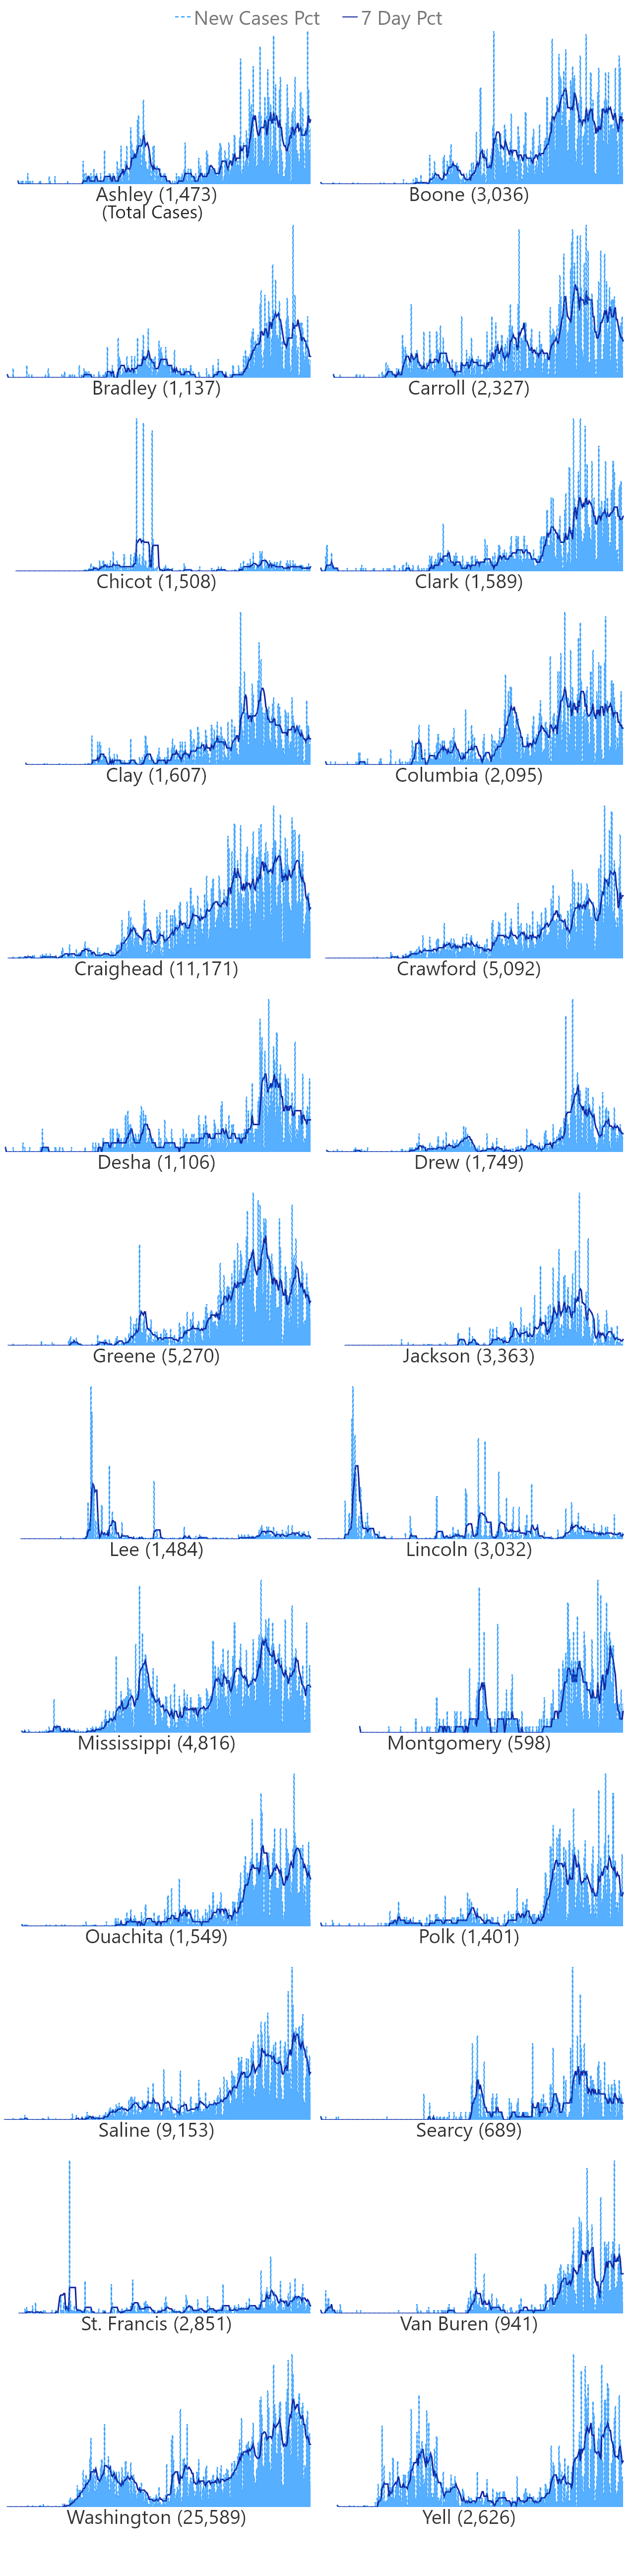 New Cases Pct 7 Day Pct
Ashley (1,473) Boone (3,036)
(Total Cases)
Bradley (1,137) Carroll (2,327)
Chicot (1,508) Clark (1,589)
Clay (1,607) Columbia (2,095)
Craighead (11,171) Crawford (5,092)
Desha (1,106) Drew (1,749)
Greene (5,270) Jackson (3,363)
Lee (1,484) Lincoln (3,032)
Mississippi (4,816) Montgomery (598)
Ouachita (1,549) Polk (1,401)
Saline (9,153) Searcy (689)
St. Francis (2,851) Van Buren (941)
Washington (25,589) Yell (2,626)